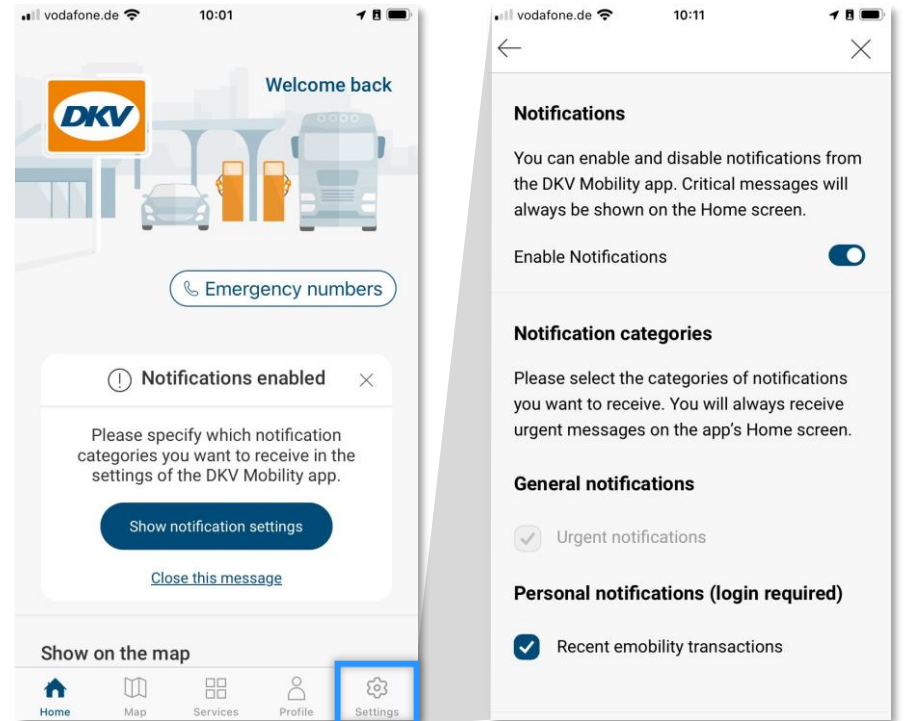 vodafone.de 10:01
Welcome back
DKV
Emergency numbers
Notifications enabled
Please specify which notification
categories you want to receive in the
settings of the DKV Mobility app.
Show notification settings
Close this message
Show on the map
Home Map Services Profile Settings
vodafone.de 10:11
Notifications
You can enable and disable notifications from
the DKV Mobility app. Critical messages will
always be shown on the Home screen.
Enable Notifications
Notification categories
Please select the categories of notifications
you want to receive. You will always receive
urgent messages on the app’s Home screen.
General notifications
Urgent notifications
Personal notifications (login required)
Recent emobility transactions